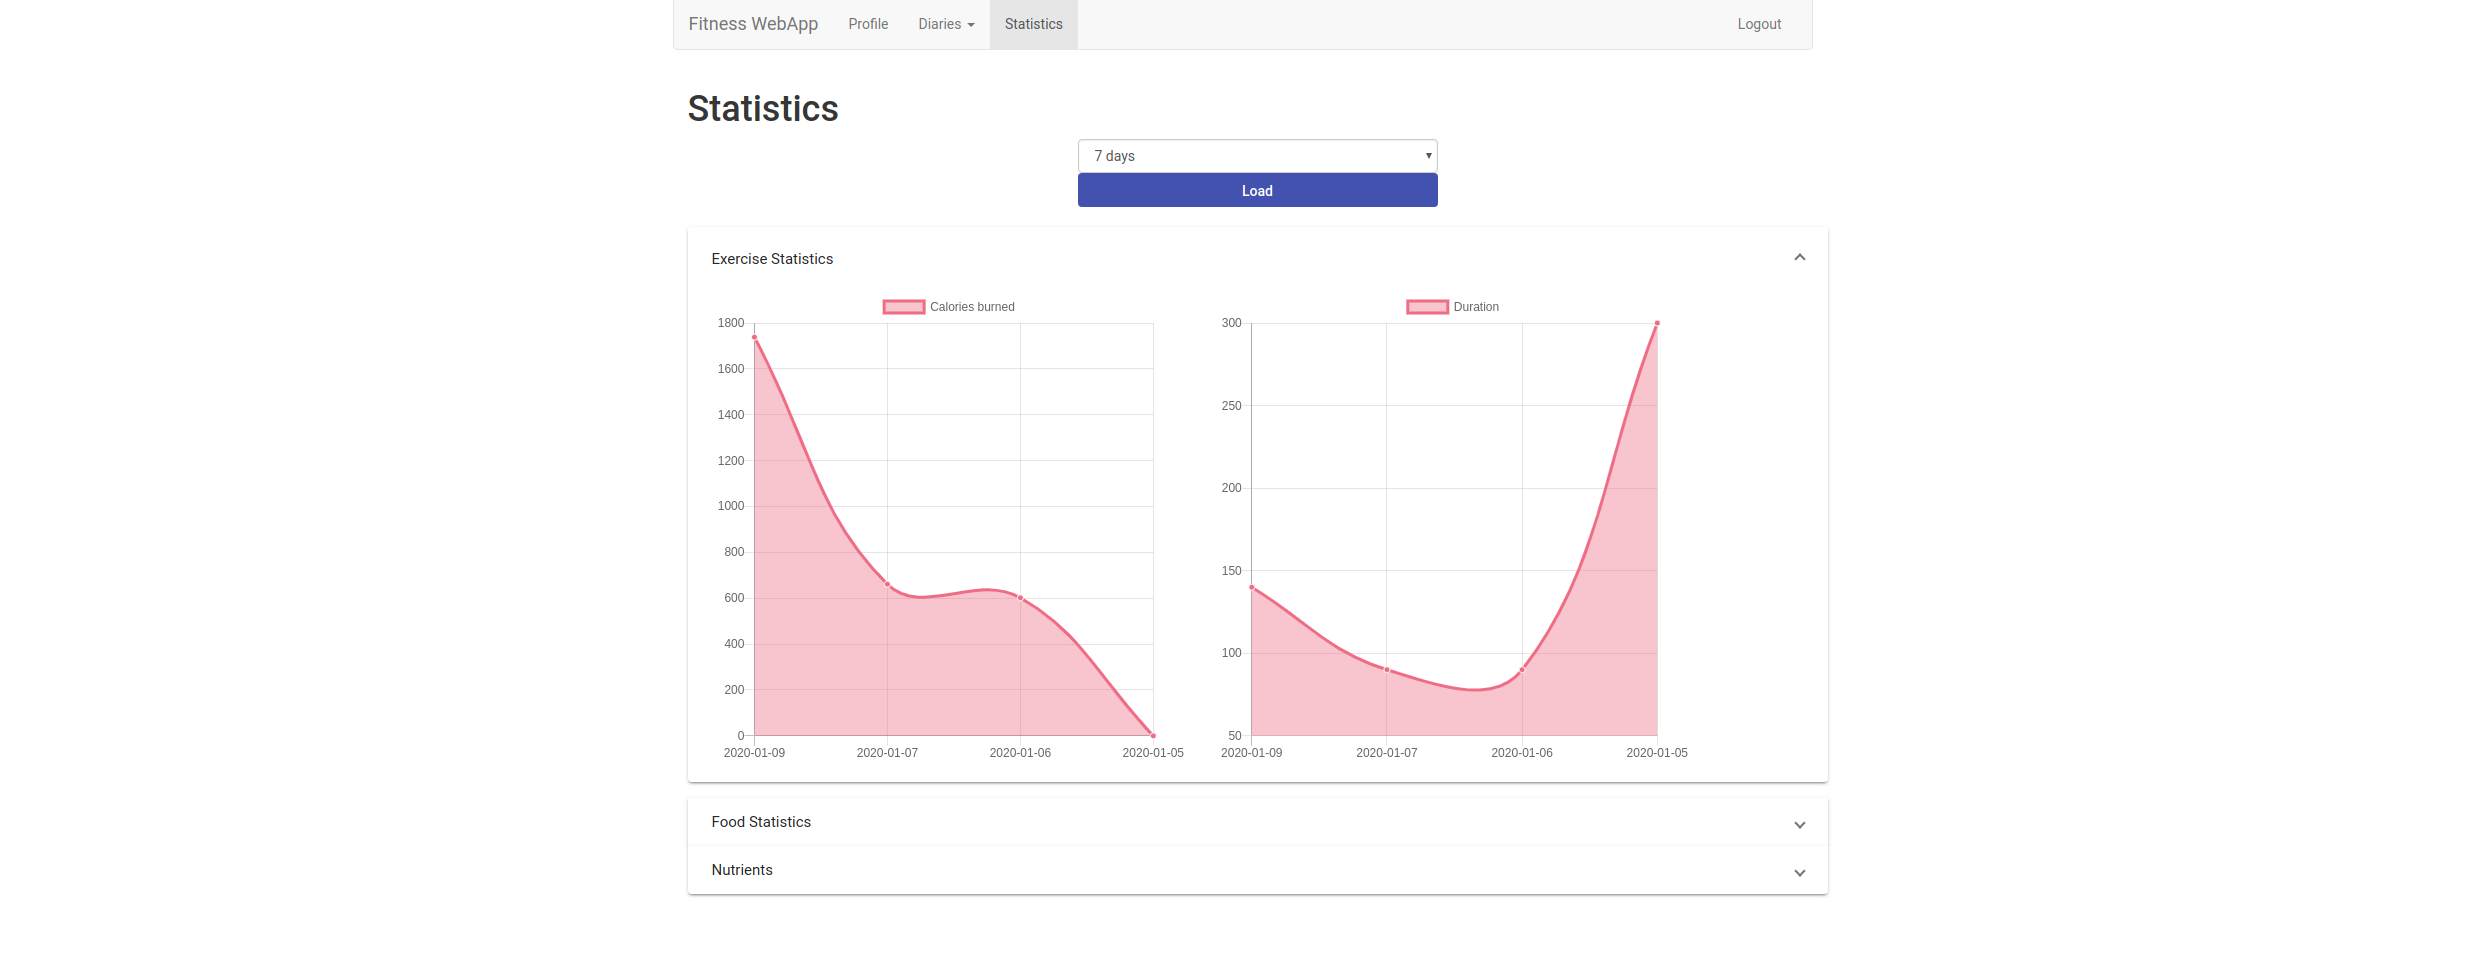 Fitness WebApp Profile Diaries Statistics Logout
Statistics
7 days
Load
Exercise Statistics
Calories burned
1800
1600
1400
1200
1000
800
600
400
200
0
2020-01-09 2020-01-07 2020-01-06 2020-01-05
Duration
300
250
200
150
100
50
2020-01-09 2020-01-07 2020-01-06 2020-01-05
Food Statistics
Nutrients